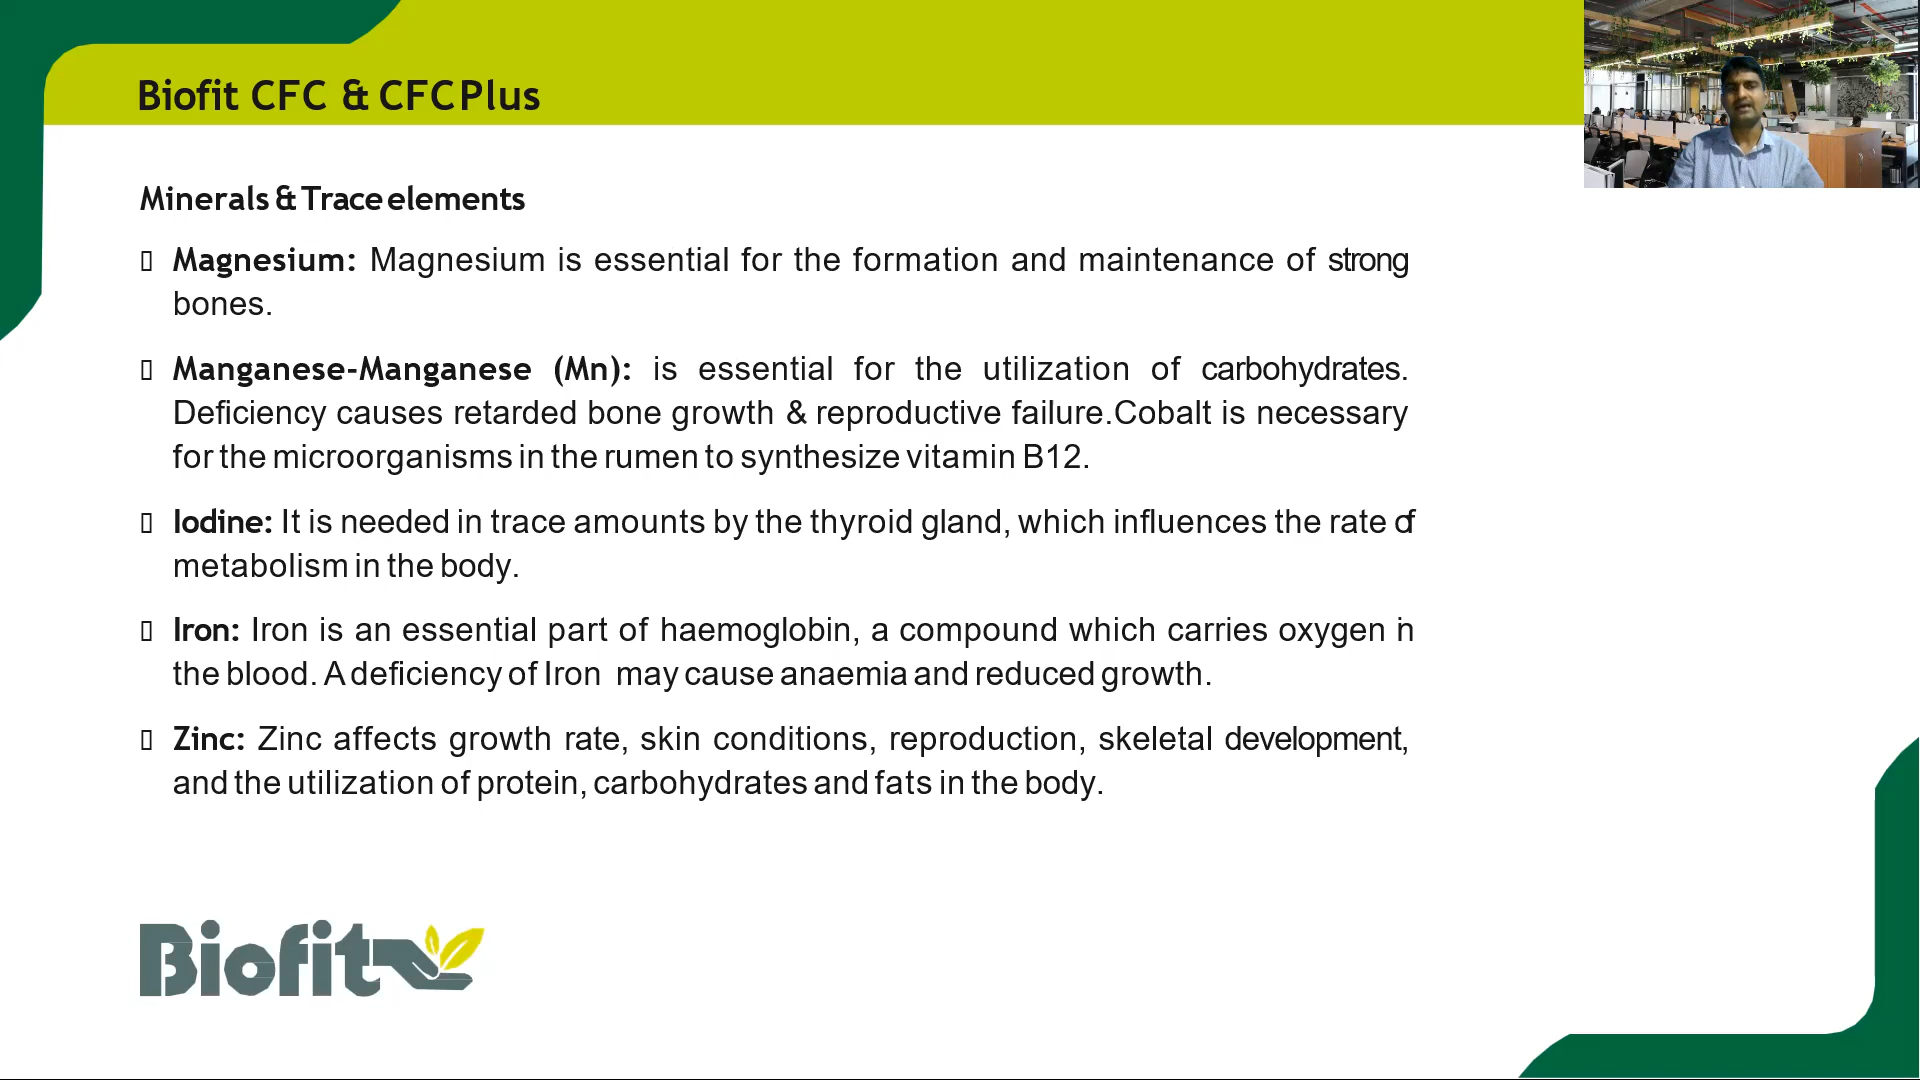 Biofit CFC & CFC Plus
Minerals & Trace elements
Magnesium: Magnesium is essential for the formation and maintenance of strong
bones.
Manganese-Manganese (Mn): is essential for the utilization of carbohydrates.
Deficiency causes retarded bone growth & reproductive failure.Cobalt is necessary
for the microorganisms in the rumen to synthesize vitamin B12.
Iodine: It is needed in trace amounts by the thyroid gland, which influences the rate of
metabolism in the body.
Iron: Iron is an essential part of haemoglobin, a compound which carries oxygen in
the blood. A deficiency of Iron may cause anaemia and reduced growth.
Zinc: Zinc affects growth rate, skin conditions, reproduction, skeletal development,
and the utilization of protein, carbohydrates and fats in the body.
Biofit